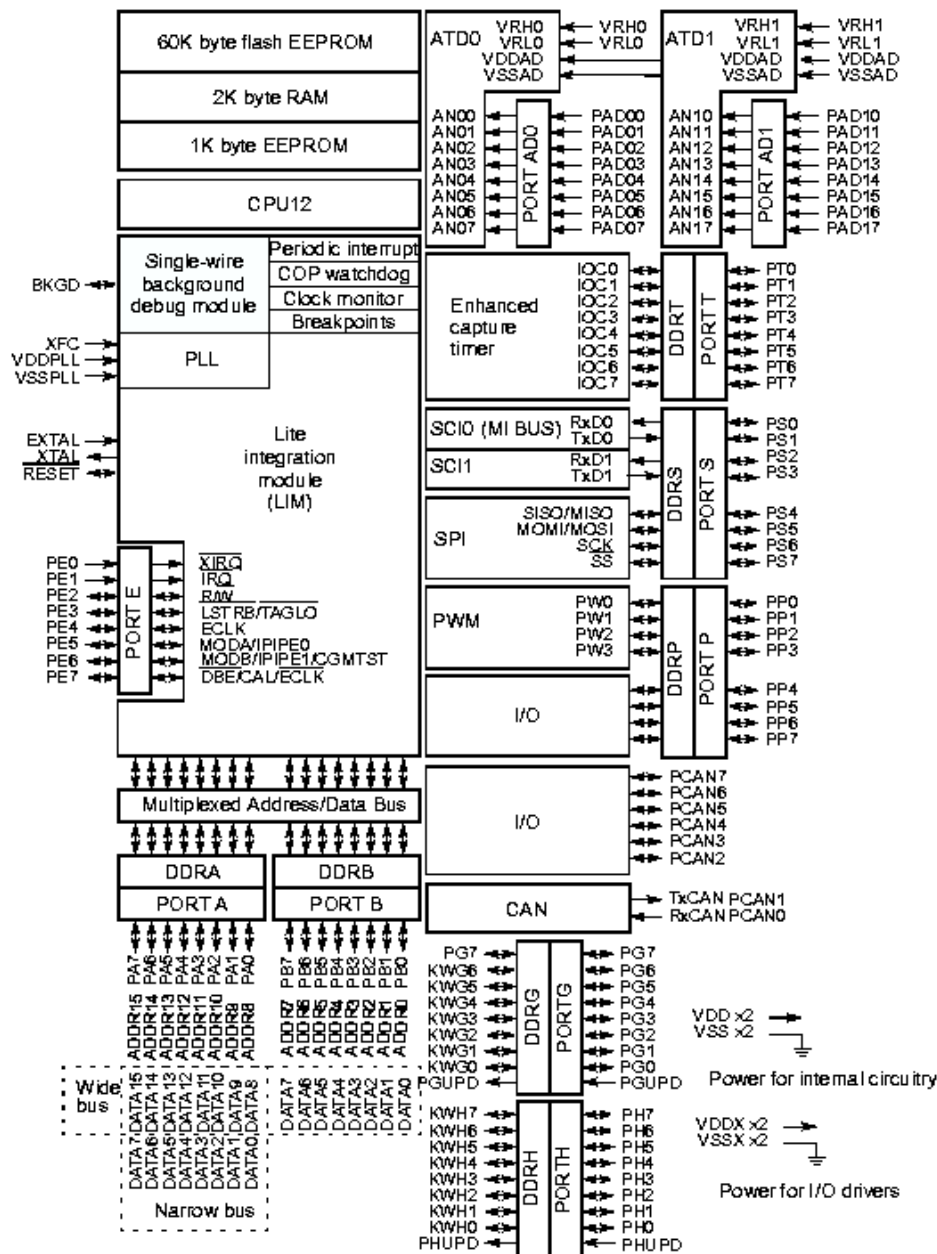 60K byte flash EEPROM
2K byte RAM
1K byte EEPROM
CPU12
Single-wire
background
debug module
Periodic interrupt
COP watchdog
Clock monitor
Breakpoints
BKGD
PLL
XFC
VDDPLL
VSSPLL
EXTAL
XTAL
RESET
Lite
integration
module
(LIM)
PE0
PE1
PE2
PE3
PE4
PE5
PE6
PE7
PORT E
XIRQ
IRQ
R/W
LSTRB/TAGLO
ECLK
MODA/IPIPE0
MODB/IPIPE1/CGMTST
DBE/CAL/ECLK
Multiplexed Address/Data Bus
DDRA
DDRB
PORT A
PORT B
PA7
PA6
PA5
PA4
PA3
PA2
PA1
PA0
PB7
PB6
PB5
PB4
PB3
PB2
PB1
PB0
ADDR15
ADDR14
ADDR13
ADDR12
ADDR11
ADDR10
ADDR9
ADDR8
ADDR7
ADDR6
ADDR5
ADDR4
ADDR3
ADDR2
ADDR1
ADDR0
Wide
bus
DATA15
DATA14
DATA13
DATA12
DATA11
DATA10
DATA9
DATA8
DATA7
DATA6
DATA5
DATA4
DATA3
DATA2
DATA1
DATA0
DATA7
DATA6
DATA5
DATA4
DATA3
DATA2
DATA1
DATA0
Narrow bus
ATD0
VRH0
VRL0
VDDAD
VSSAD
VRH0
VRL0
ATD1
VRH1
VRL1
VDDAD
VSSAD
VRH1
VRL1
VDDAD
VSSAD
AN00
AN01
AN02
AN03
AN04
AN05
AN06
AN07
PORT AD0
PAD00
PAD01
PAD02
PAD03
PAD04
PAD05
PAD06
PAD07
AN10
AN11
AN12
AN13
AN14
AN15
AN16
AN17
PORT AD1
PAD10
PAD11
PAD12
PAD13
PAD14
PAD15
PAD16
PAD17
Enhanced
capture
timer
IOC0
IOC1
IOC2
IOC3
IOC4
IOC5
IOC6
IOC7
DDRT
PORT T
PT0
PT1
PT2
PT3
PT4
PT5
PT6
PT7
SCI0 (MI BUS)
RxD0
TxD0
SCI1
RxD1
TxD1
SPI
SISO/MISO
MOMI/MOSI
SCK
SS
DDRS
PORT S
PS0
PS1
PS2
PS3
PS4
PS5
PS6
PS7
PWM
PW0
PW1
PW2
PW3
I/O
DDRP
PORT P
PP0
PP1
PP2
PP3
PP4
PP5
PP6
PP7
I/O
PCAN7
PCAN6
PCAN5
PCAN4
PCAN3
PCAN2
CAN
TxCAN PCAN1
RxCAN PCAN0
PG7
KWG6
KWG5
KWG4
KWG3
KWG2
KWG1
KWG0
PGUPD
DDRG
PORTG
PG7
PG6
PG5
PG4
PG3
PG2
PG1
PG0
PGUPD
KWH7
KWH6
KWH5
KWH4
KWH3
KWH2
KWH1
KWH0
PHUPD
DDRH
PORTH
PH7
PH6
PH5
PH4
PH3
PH2
PH1
PH0
PHUPD
VDD x2
VSS x2
Power for internal circuitry
VDDX x2
VSSX x2
Power for I/O drivers